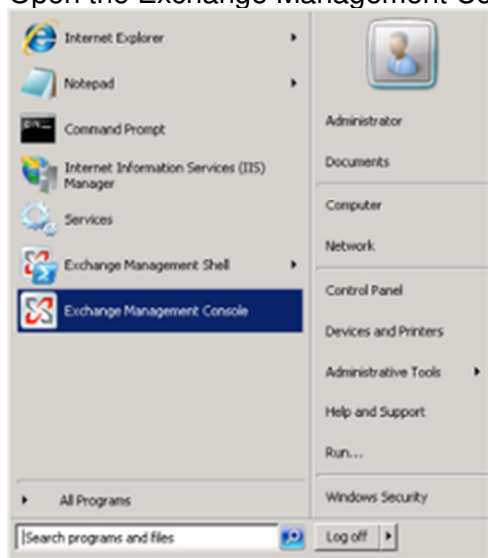 Open the Exchange Management Co
Internet Explorer
Notepad
Command Prompt
Internet Information Services (IIS)
Manager
Services
Exchange Management Shell
Exchange Management Console
All Programs
Search programs and files
Administrator
Documents
Computer
Network
Control Panel
Devices and Printers
Administrative Tools
Help and Support
Run...
Windows Security
Log off